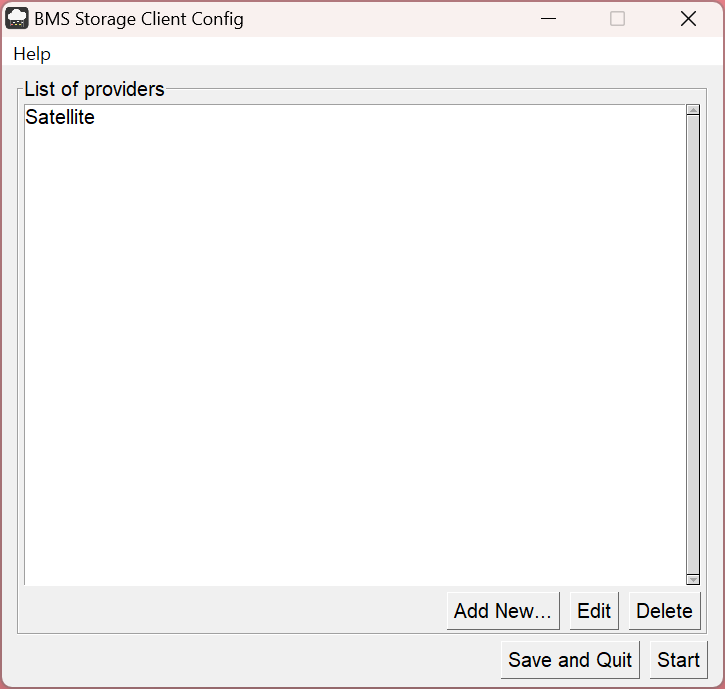 BMS Storage Client Config
Help
List of providers
Satellite
Add New... Edit Delete
Save and Quit Start